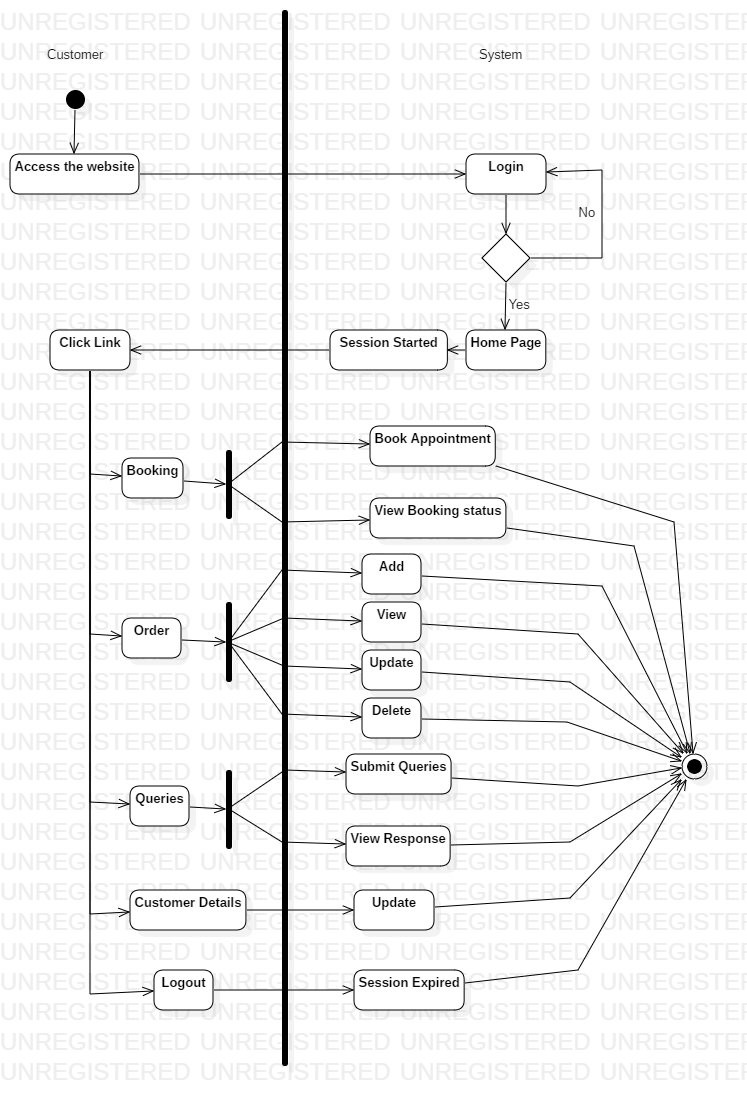 Customer
System
Access the website
Login
No
Yes
Click Link
Session Started
Home Page
Book Appointment
Booking
View Booking status
Add
View
Order
Update
Delete
Submit Queries
Queries
View Response
Customer Details
Update
Logout
Session Expired
UNREGISTERED